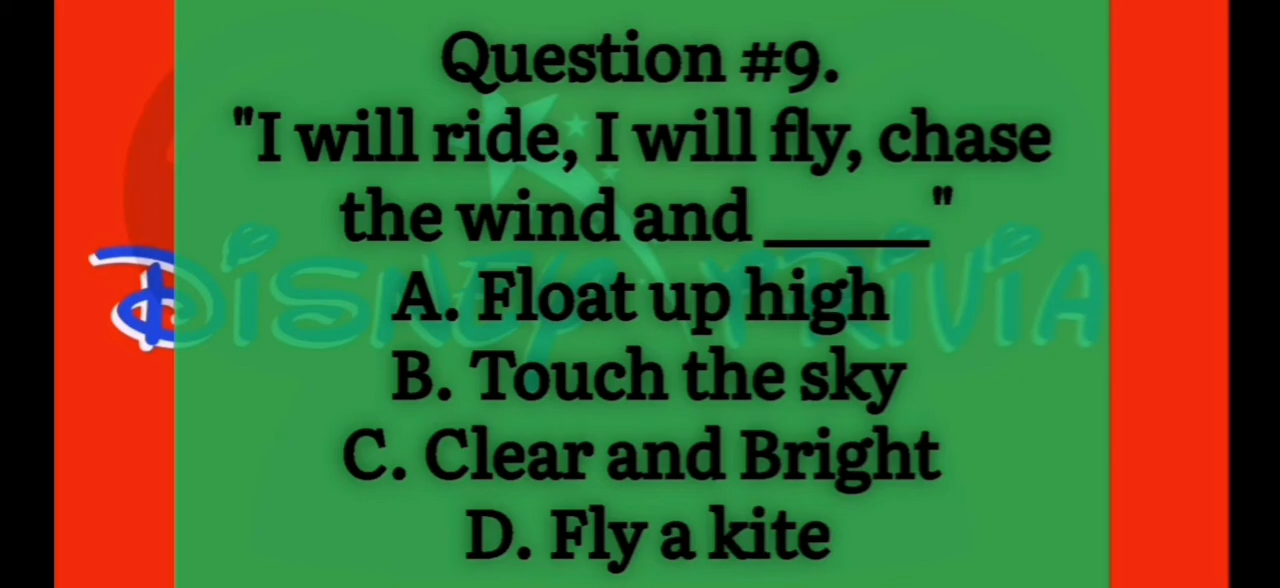 Question #9.
"I will ride, I will fly, chase
the wind and _____"
DISNEY TRIVIA
A. Float up high
B. Touch the sky
C. Clear and Bright
D. Fly a kite